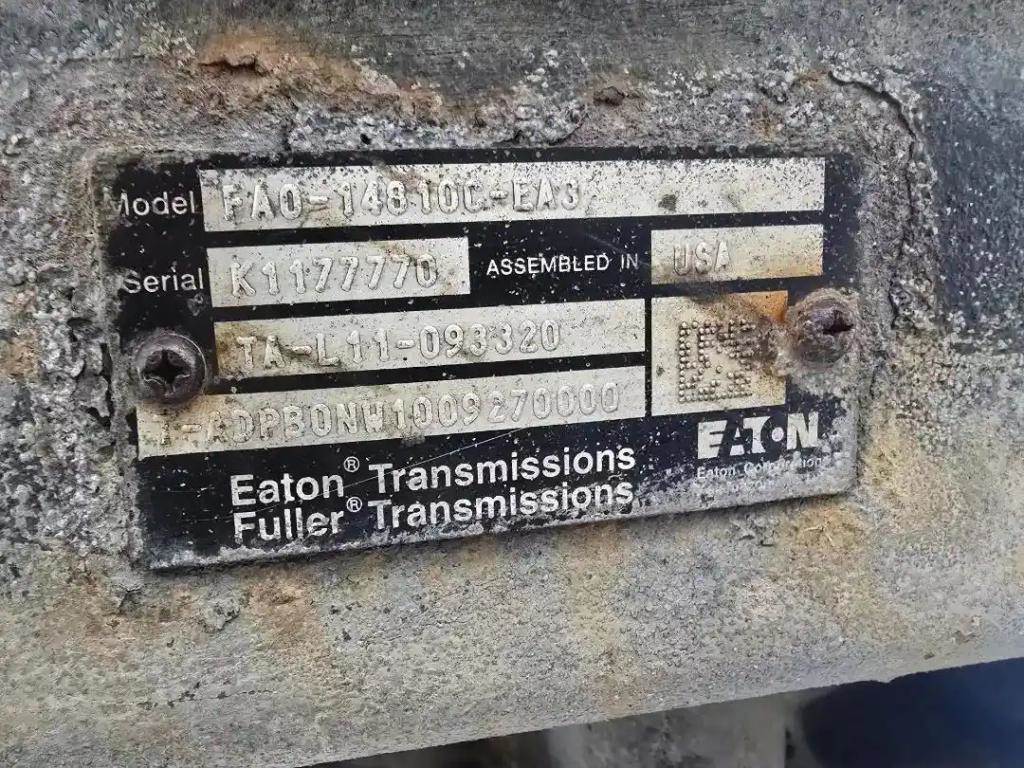 Model FAO-14810C-EA3
Serial K1177770 ASSEMBLED IN USA
TA-L11-093320
T-ADPB0NW1009270000
EATON
Eaton Corporation
Eaton® Transmissions
Fuller® Transmissions